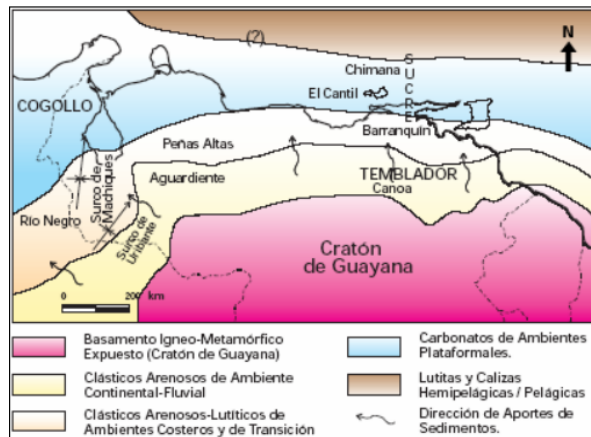 (?)
N
Chimana
SUCRE
El Cantil
COGOLLO
Barranquín
Peñas Altas
TEMBLADOR
Aguardiente
Canoa
Surco de
Machiques
Río Negro
Surco de
Uribante
Cratón
de Guayana
0 200 km
Basamento Igneo-Metamórfico
Expuesto (Cratón de Guayana)
Clásticos Arenosos de Ambiente
Continental-Fluvial
Clásticos Arenosos-Lutíticos de
Ambientes Costeros y de Transición
Carbonatos de Ambientes
Plataformales.
Lutitas y Calizas
Hemipelágicas / Pelágicas
Dirección de Aportes de
Sedimentos.